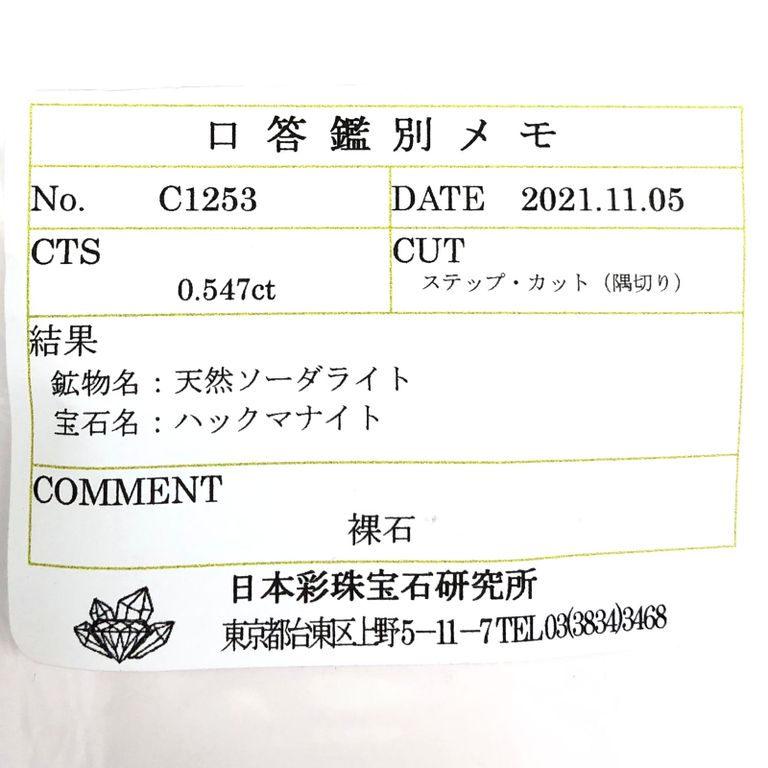 口答鑑別メモ
No. C1253 DATE 2021.11.05
CTS
0.547ct
CUT
ステップ・カット（隅切り）
結果
鉱物名：天然ソーダライト
宝石名：ハックマナイト
COMMENT
裸石
日本彩珠宝石研究所
東京都台東区上野5－11－7 TEL 03(3834)3468